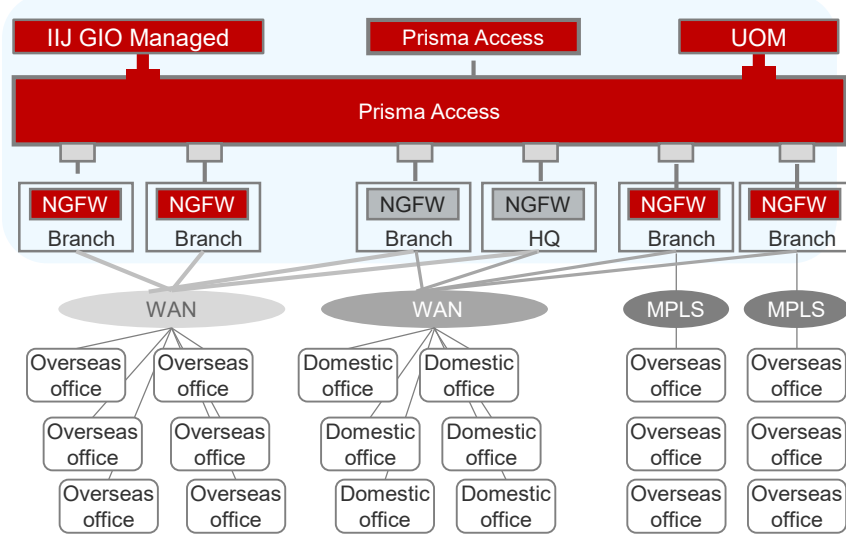 IIJ GIO Managed
Prisma Access
UOM
Prisma Access
NGFW
NGFW
NGFW
NGFW
NGFW
NGFW
Branch
Branch
Branch
HQ
Branch
Branch
WAN
WAN
MPLS
MPLS
Overseas
office
Overseas
office
Domestic
office
Domestic
office
Overseas
office
Overseas
office
Overseas
office
Overseas
office
Domestic
office
Domestic
office
Overseas
office
Overseas
office
Overseas
office
Overseas
office
Domestic
office
Domestic
office
Overseas
office
Overseas
office